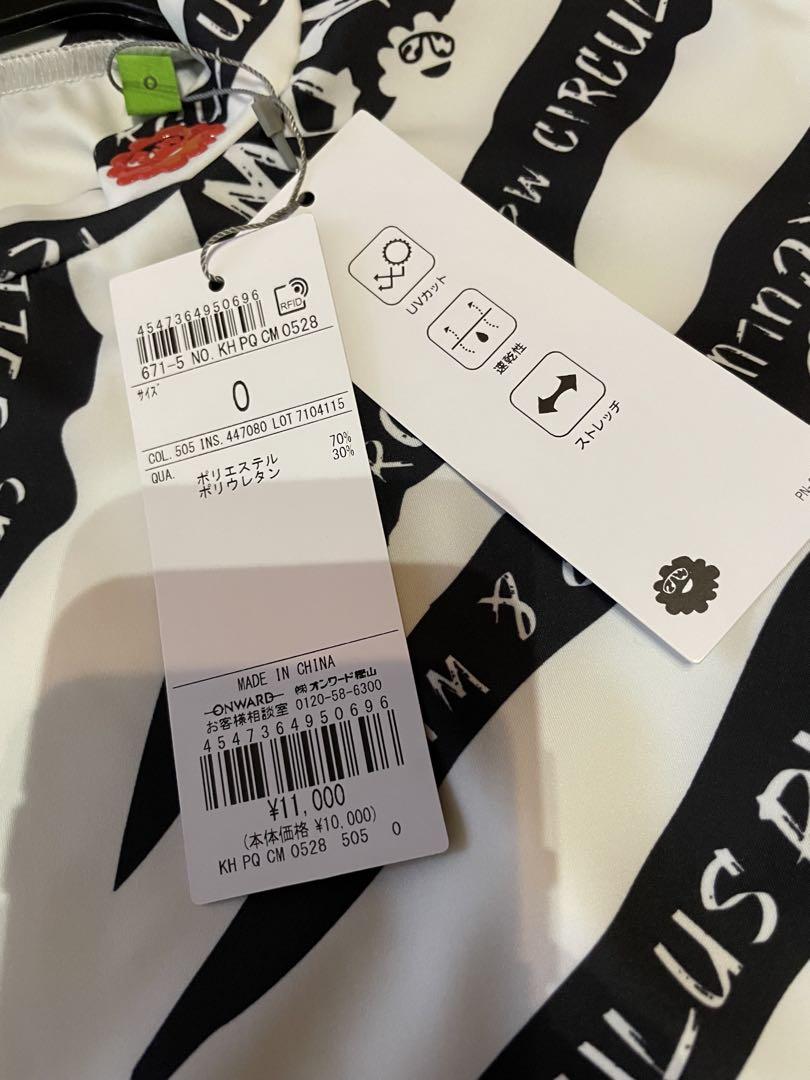 0
4547364950696
RFID
671-5 NO. KH PQ CM 0528
サイズ
0
COL. 505 INS. 447080 LOT 7104115
QUA. ポリエステル 70%
ポリウレタン 30%
MADE IN CHINA
ONWARD ㈱オンワード樫山
お客様相談室 0120-58-6300
4547364950696
¥11,000
(本体価格 ¥10,000)
KH PQ CM 0528 505 0
UVカット
速乾性
ストレッチ
PW CIRCUL